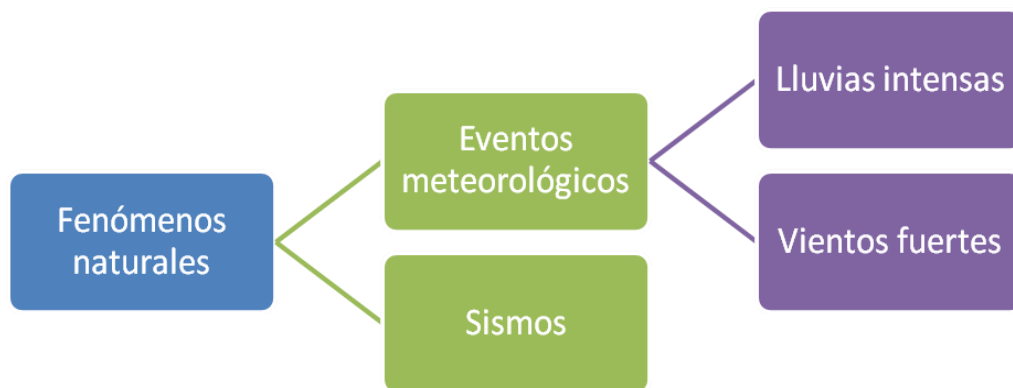 Lluvias intensas
Eventos
meteorológicos
Fenómenos
naturales
Vientos fuertes
Sismos